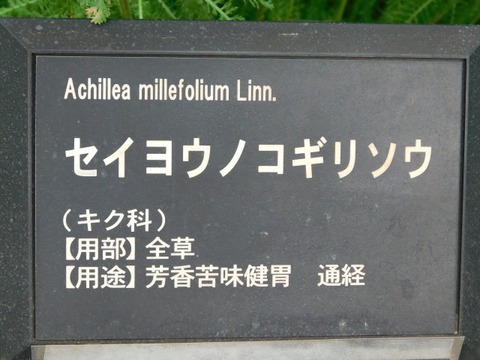 Achillea millefolium Linn.
セイヨウノコギリソウ
（キク科）
【用部】全草
【用途】芳香苦味健胃　通経